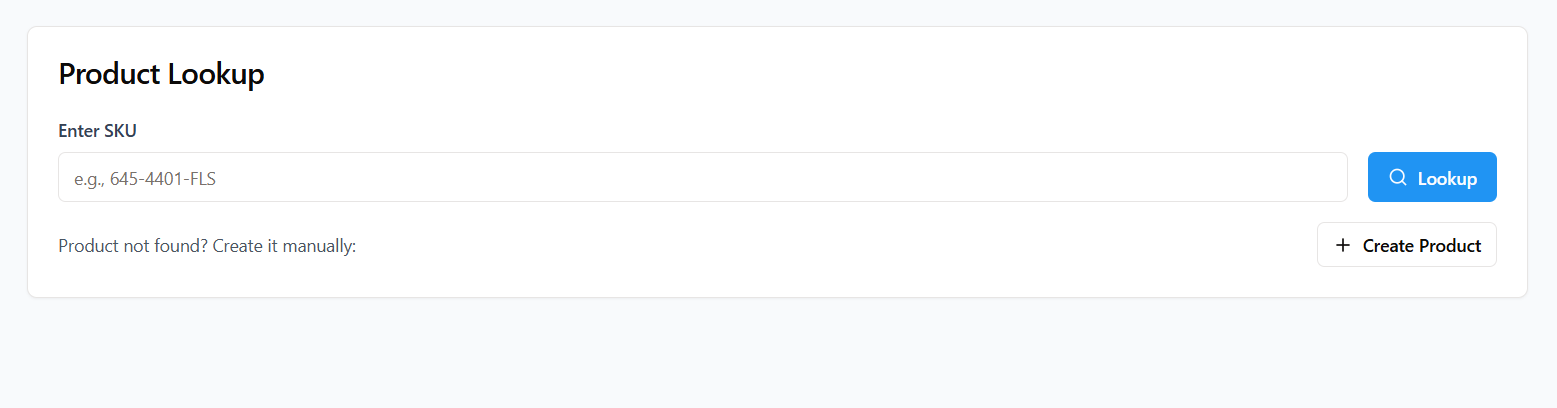 Product Lookup
Enter SKU
e.g., 645-4401-FLS
Lookup
Product not found? Create it manually:
Create Product